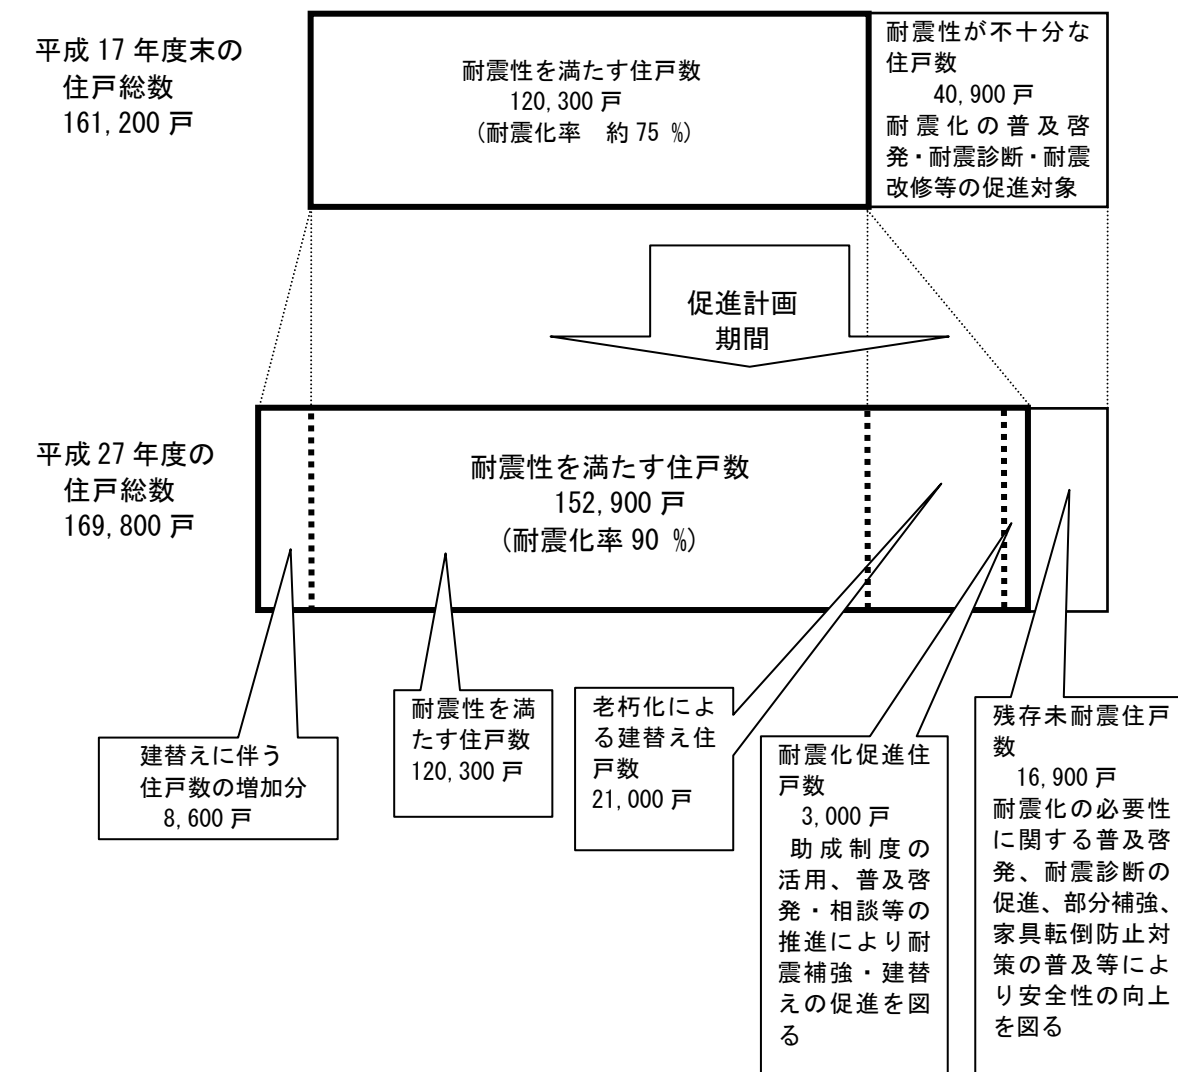 平成 17 年度末の
住戸総数
161,200 戸
耐震性を満たす住戸数
120,300 戸
(耐震化率　約 75 %)
耐震性が不十分な
住戸数
40,900 戸
耐震化の普及啓
発・耐震診断・耐震
改修等の促進対象
促進計画
期間
平成 27 年度の
住戸総数
169,800 戸
耐震性を満たす住戸数
152,900 戸
(耐震化率 90 %)
建替えに伴う
住戸数の増加分
8,600 戸
耐震性を満
たす住戸数
120,300 戸
老朽化によ
る建替え住
戸数
21,000 戸
耐震化促進住
戸数
3,000 戸
助成制度の
活用、普及啓
発・相談等の
推進により耐
震補強・建替
えの促進を図
る
残存未耐震住戸
数
16,900 戸
耐震化の必要性
に関する普及啓
発、耐震診断の
促進、部分補強、
家具転倒防止対
策の普及等によ
り安全性の向上
を図る